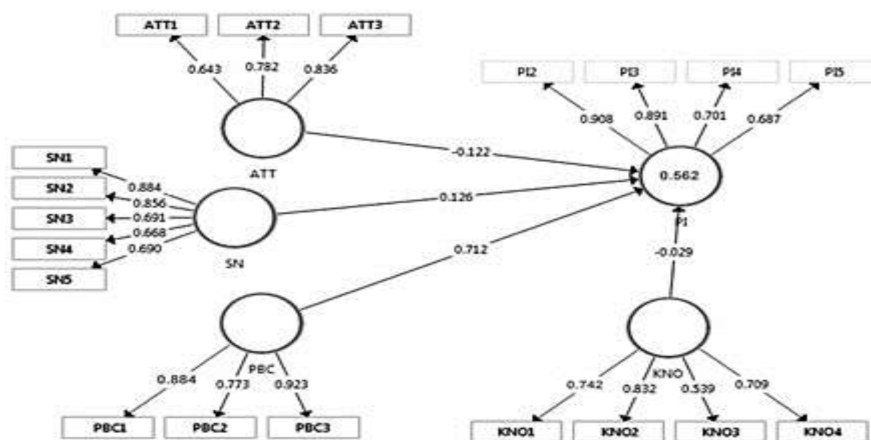 ATT1 ATT2 ATT3
0.643 0.782 0.836
ATT
PI2 PI3 PI4 PI5
0.908 0.891 0.701 0.687
0.562
PI
-0.122
0.126
0.712
-0.029
SN1
SN2
SN3
SN4
SN5
0.884
0.856
0.691
0.668
0.690
SN
PBC
0.884 0.773 0.923
PBC1 PBC2 PBC3
KNO
0.742 0.832 0.539 0.709
KNO1 KNO2 KNO3 KNO4